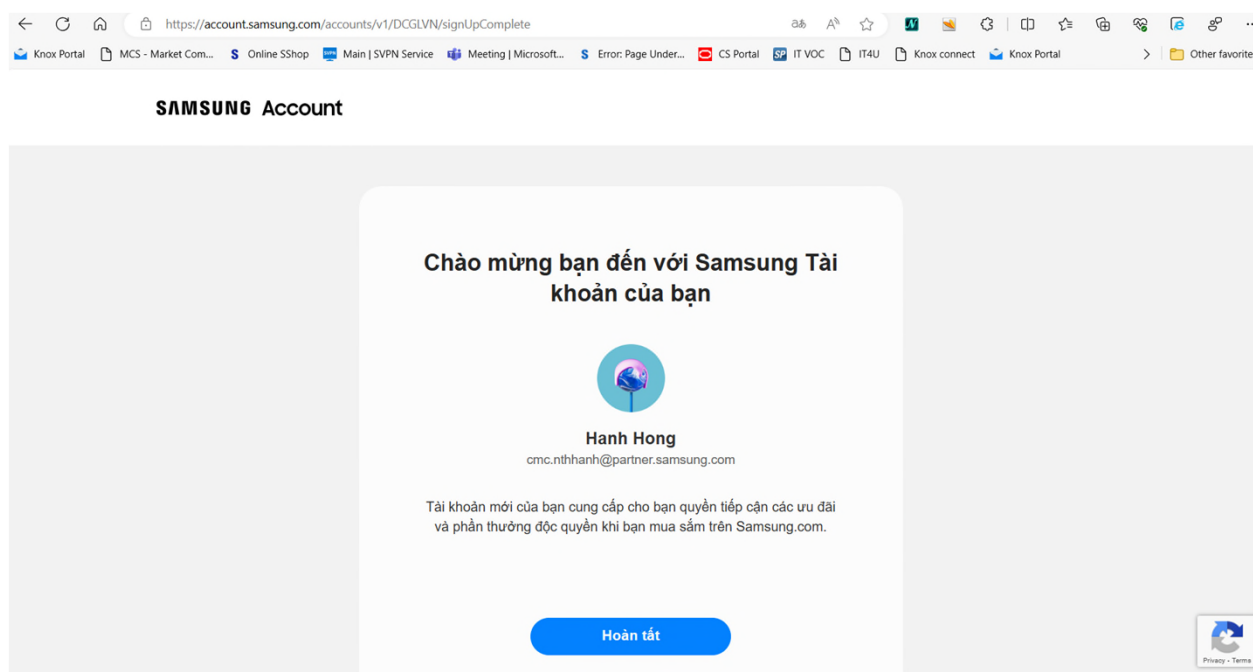 https://account.samsung.com/accounts/v1/DCGLVN/signUpComplete
Knox Portal MCS - Market Com... S Online SShop Main | SVPN Service Meeting | Microsoft... S Error: Page Under... CS Portal SP IT VOC IT4U Knox connect Knox Portal Other favorite
SAMSUNG Account
Chào mừng bạn đến với Samsung Tài
khoản của bạn
Hanh Hong
cmc.nthhanh@partner.samsung.com
Tài khoản mới của bạn cung cấp cho bạn quyền tiếp cận các ưu đãi
và phần thưởng độc quyền khi bạn mua sắm trên Samsung.com.
Hoàn tất
Privacy - Terms